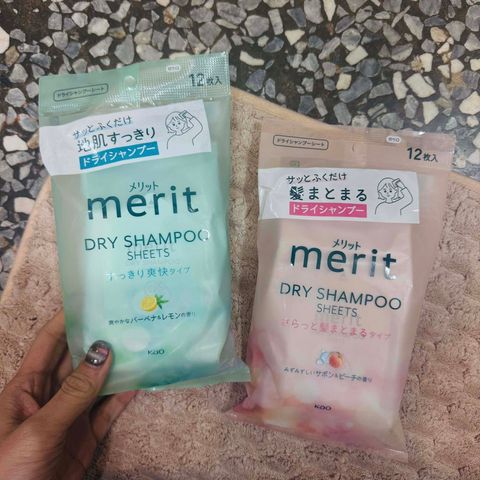 ドライシャンプーシート
12枚入
サッとふくだけ
地肌すっきり
ドライシャンプー
メリット
merit
DRY SHAMPOO
SHEETS
すっきり爽快タイプ
爽やかなバーベナ&レモンの香り
Kao
ドライシャンプーシート
12枚入
サッとふくだけ
髪まとまる
ドライシャンプー
メリット
merit
DRY SHAMPOO
SHEETS
さらっと髪まとまるタイプ
みずみずしいサボン&ピーチの香り
Kao